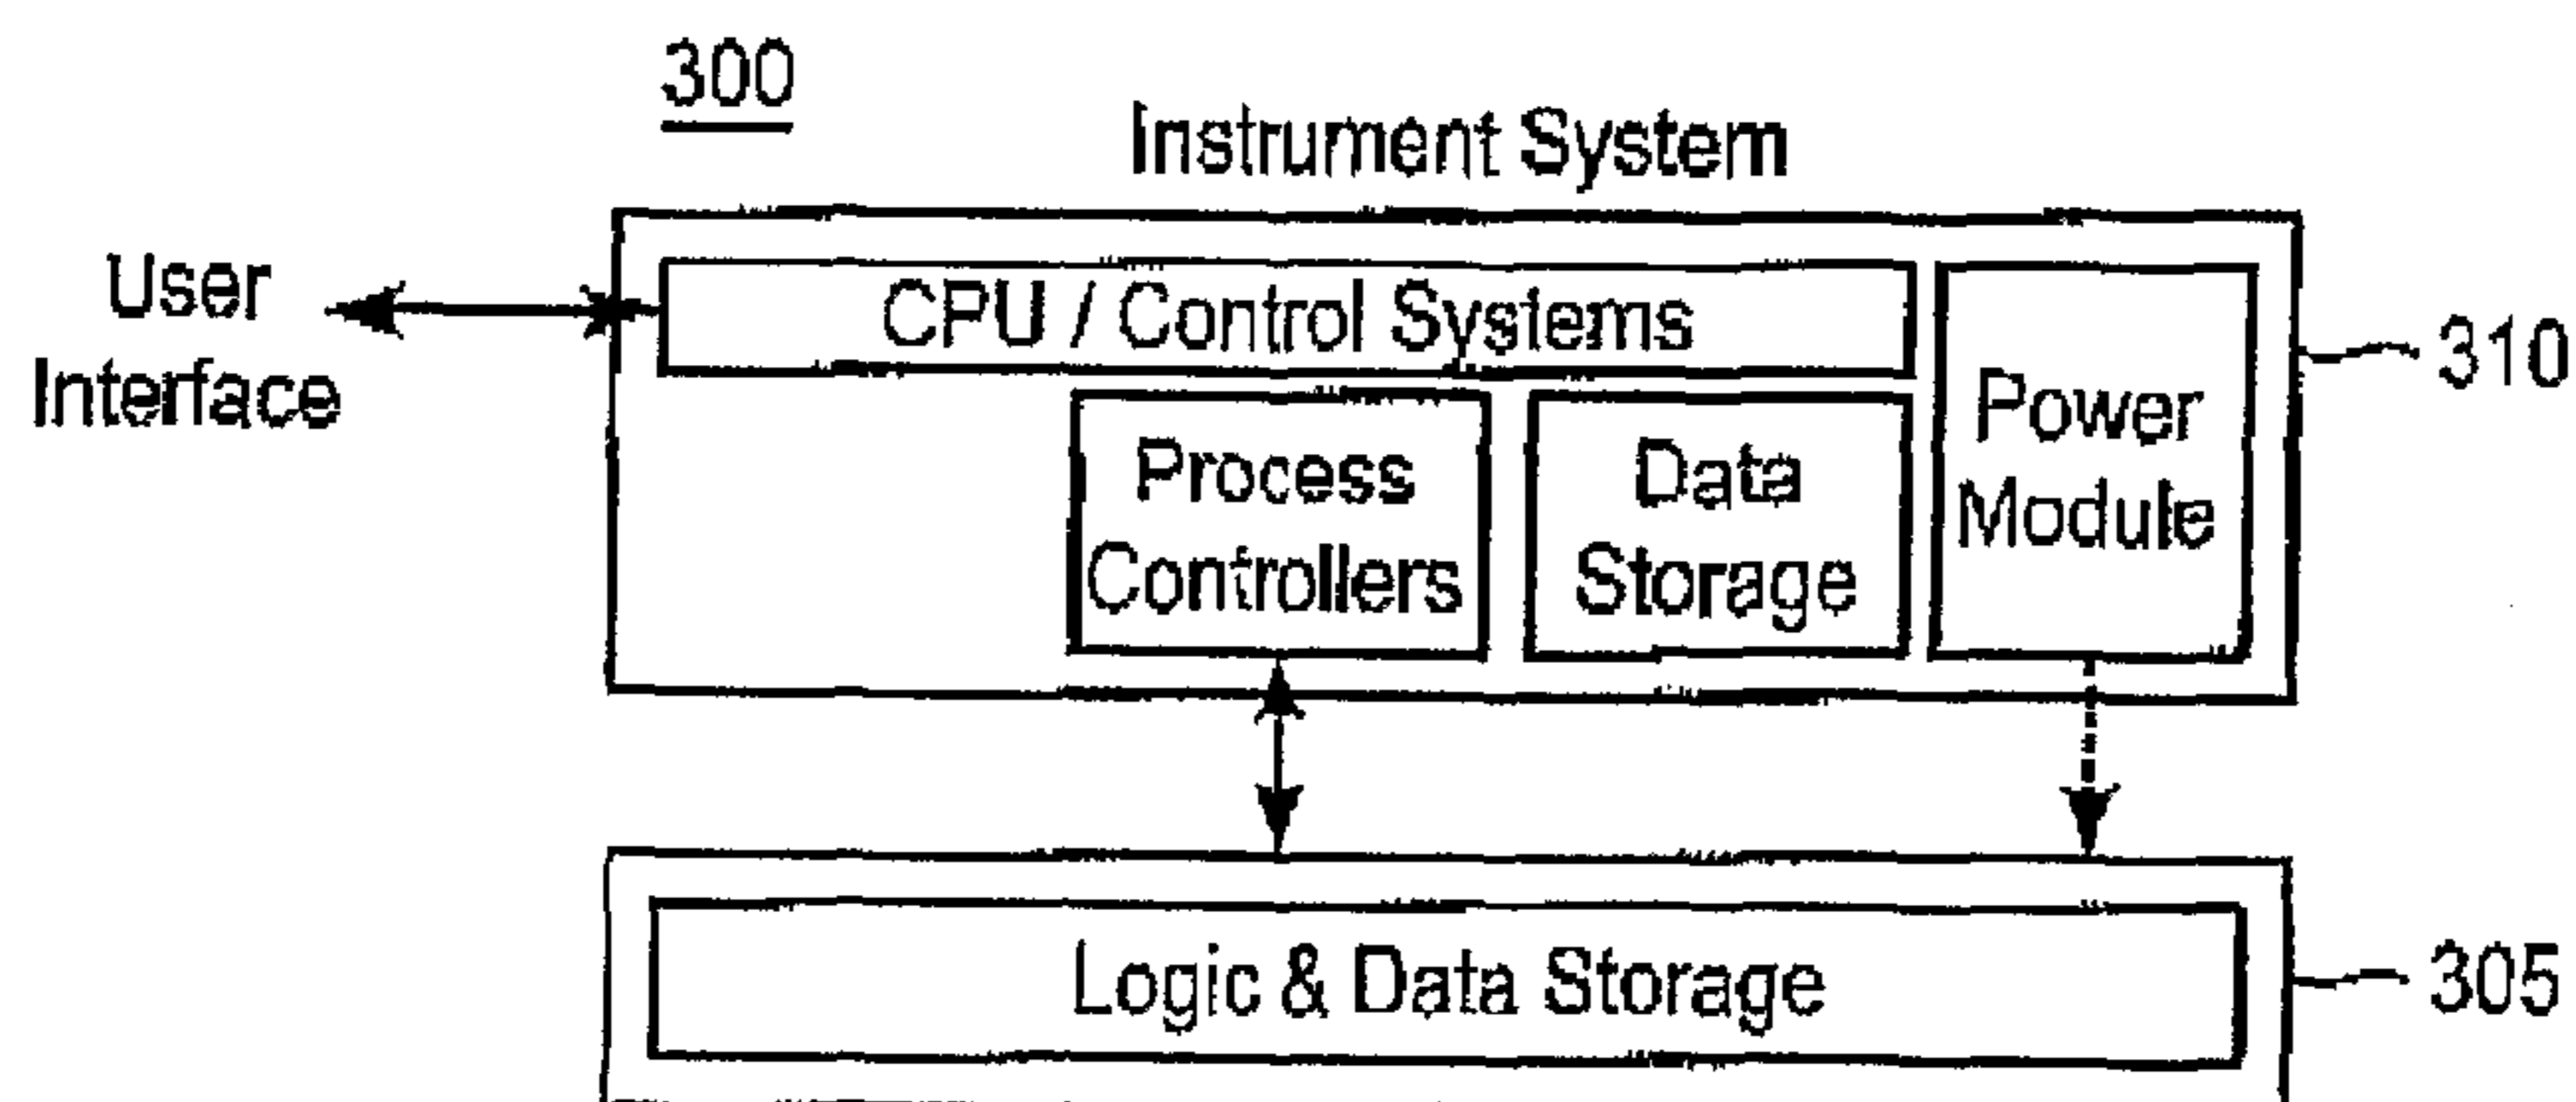 300
Instrument System
User
Interface
CPU / Control Systems
Process
Controllers
Data
Storage
Power
Module
310
Logic & Data Storage
305